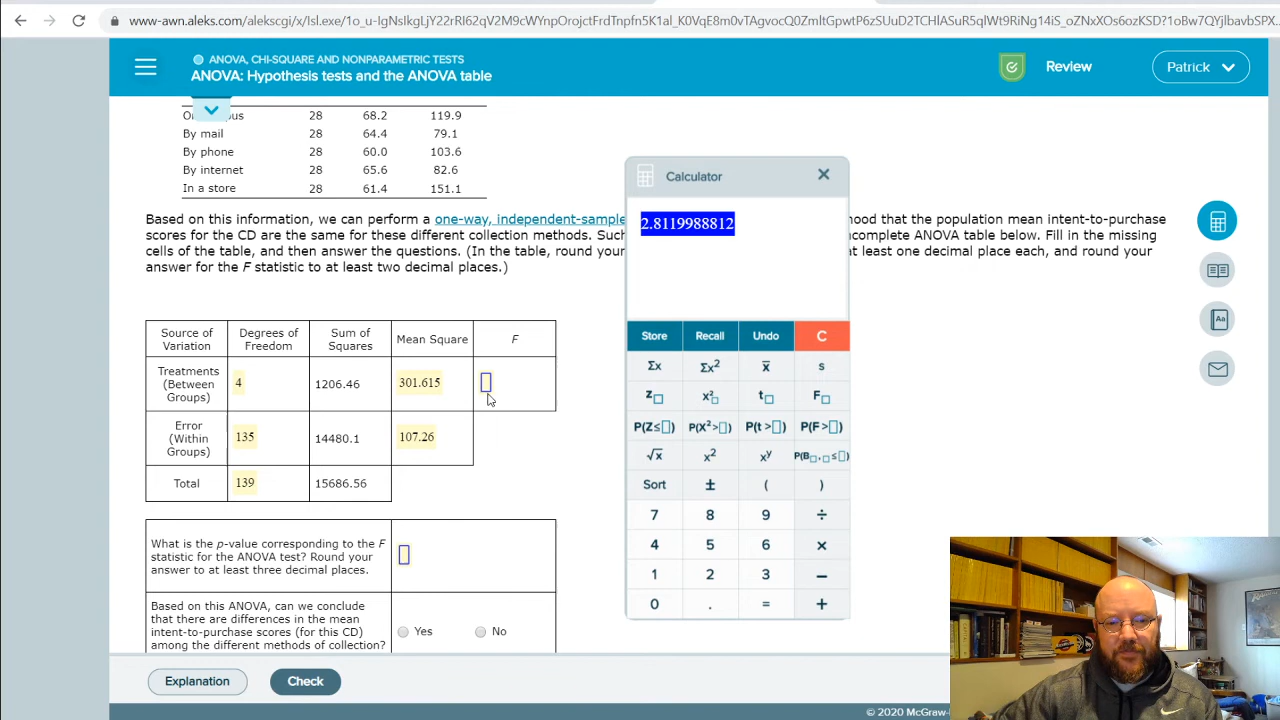 www-awn.aleks.com/alekscgi/x/Isl.exe/1o_u-
ANOVA, CHI-SQUARE AND NONPARAMETRIC TESTS
ANOVA: Hypothesis tests and the ANOVA table
Review
Patrick
28 68.2 119.9
By mail 28 64.4 79.1
By phone 28 60.0 103.6
By internet 28 65.6 82.6
In a store 28 61.4 151.1
Based on this information, we can perform a one-way, independent-sample hood that the population mean intent-to-purchase
scores for the CD are the same for these different collection methods. Suc complete ANOVA table below. Fill in the missing
cells of the table, and then answer the questions. (In the table, round your at least one decimal place each, and round your
answer for the F statistic to at least two decimal places.)
Source of Variation Degrees of Freedom Sum of Squares Mean Square F
Treatments (Between Groups) 4 1206.46 301.615
Error (Within Groups) 135 14480.1 107.26
Total 139 15686.56
What is the p-value corresponding to the F
statistic for the ANOVA test? Round your
answer to at least three decimal places.
Based on this ANOVA, can we conclude
that there are differences in the mean
intent-to-purchase scores (for this CD)
among the different methods of collection?
Yes No
Calculator
2.8119988812
Store Recall Undo C
Σx Σx² x̄ s
z□ x²□ t□ F□
P(Z≤□) P(X²>□) P(t>□) P(F>□)
√x x² xʸ P(B□,□≤□)
Sort ± ( )
7 8 9 ÷
4 5 6 ×
1 2 3 −
0 . = +
Aa
Explanation Check
© 2020 McGraw-